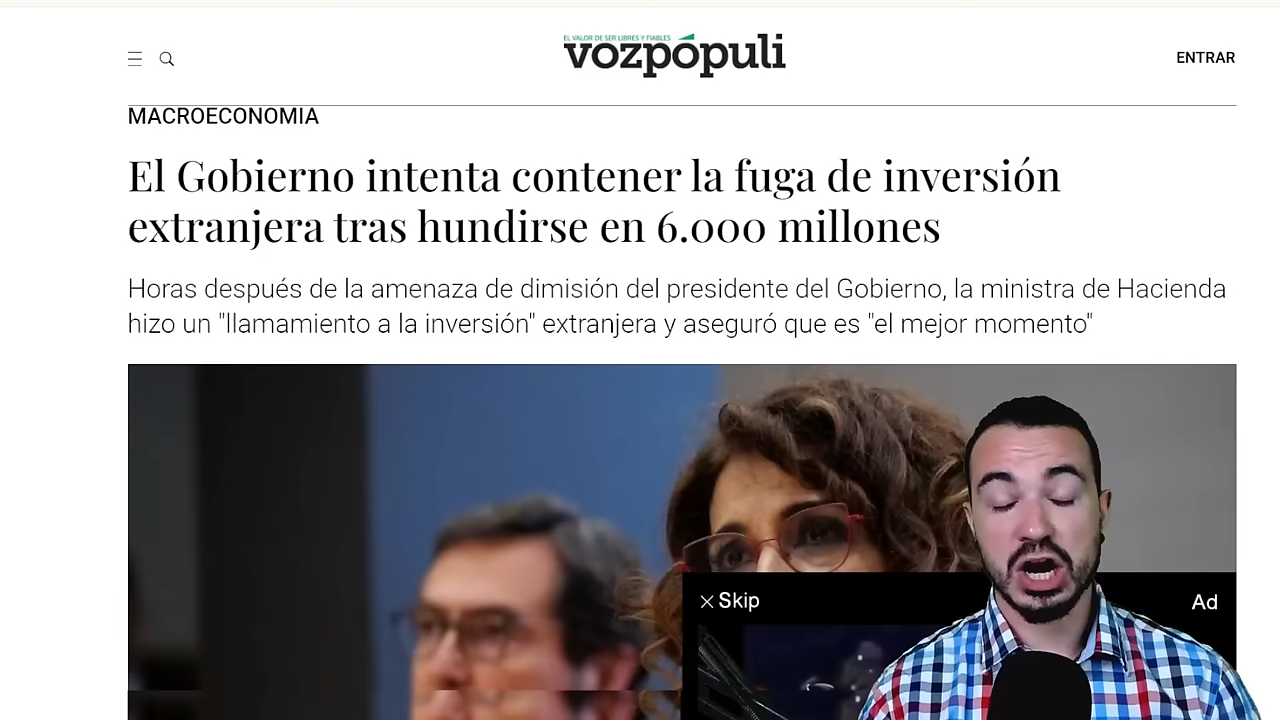 EL VALOR DE SER LIBRES Y FIABLES
vozpópuli
ENTRAR
MACROECONOMIA
El Gobierno intenta contener la fuga de inversión
extranjera tras hundirse en 6.000 millones
Horas después de la amenaza de dimisión del presidente del Gobierno, la ministra de Hacienda
hizo un "llamamiento a la inversión" extranjera y aseguró que es "el mejor momento"
Skip
Ad